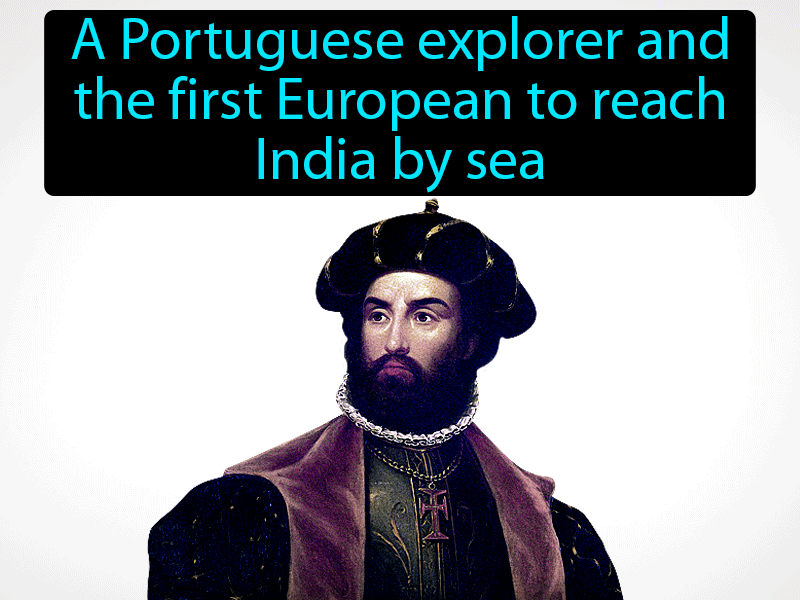 A Portuguese explorer and
the first European to reach
India by sea